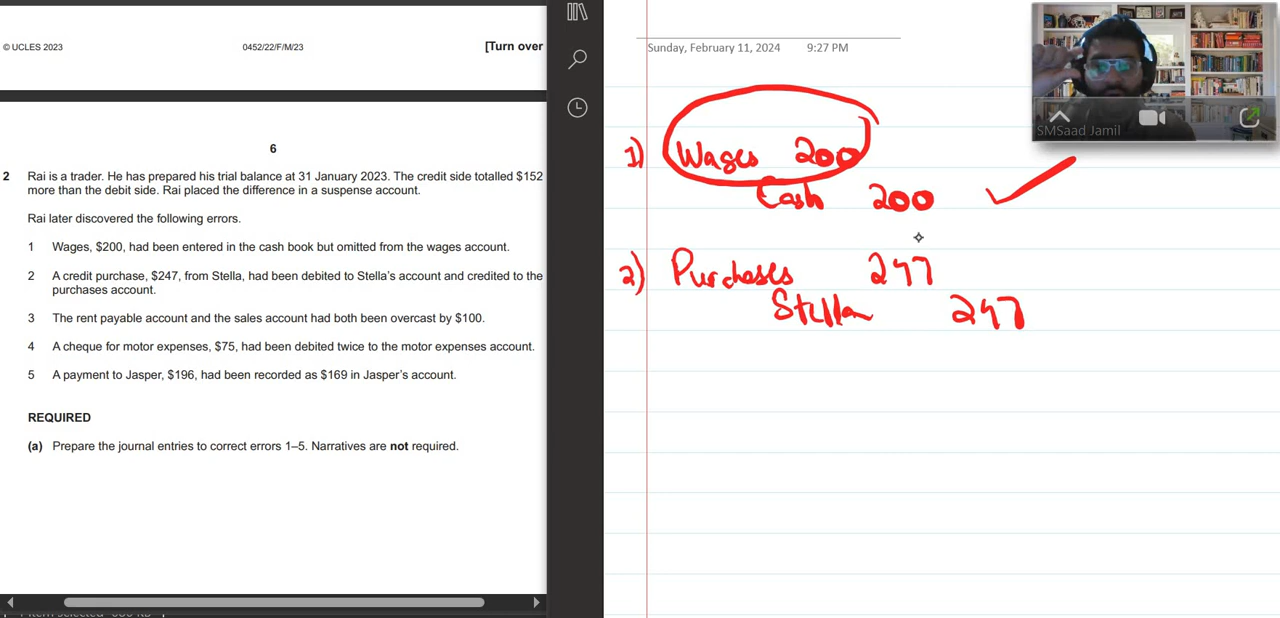 © UCLES 2023 0452/22/F/M/23 [Turn over
6
2 Rai is a trader. He has prepared his trial balance at 31 January 2023. The credit side totalled $152
more than the debit side. Rai placed the difference in a suspense account.
Rai later discovered the following errors.
1 Wages, $200, had been entered in the cash book but omitted from the wages account.
2 A credit purchase, $247, from Stella, had been debited to Stella’s account and credited to the
purchases account.
3 The rent payable account and the sales account had both been overcast by $100.
4 A cheque for motor expenses, $75, had been debited twice to the motor expenses account.
5 A payment to Jasper, $196, had been recorded as $169 in Jasper’s account.
REQUIRED
(a) Prepare the journal entries to correct errors 1–5. Narratives are not required.
Sunday, February 11, 2024 9:27 PM
1) Wages 200
Cash 200
2) Purchases 247
Stella 247
SMSaad Jamil